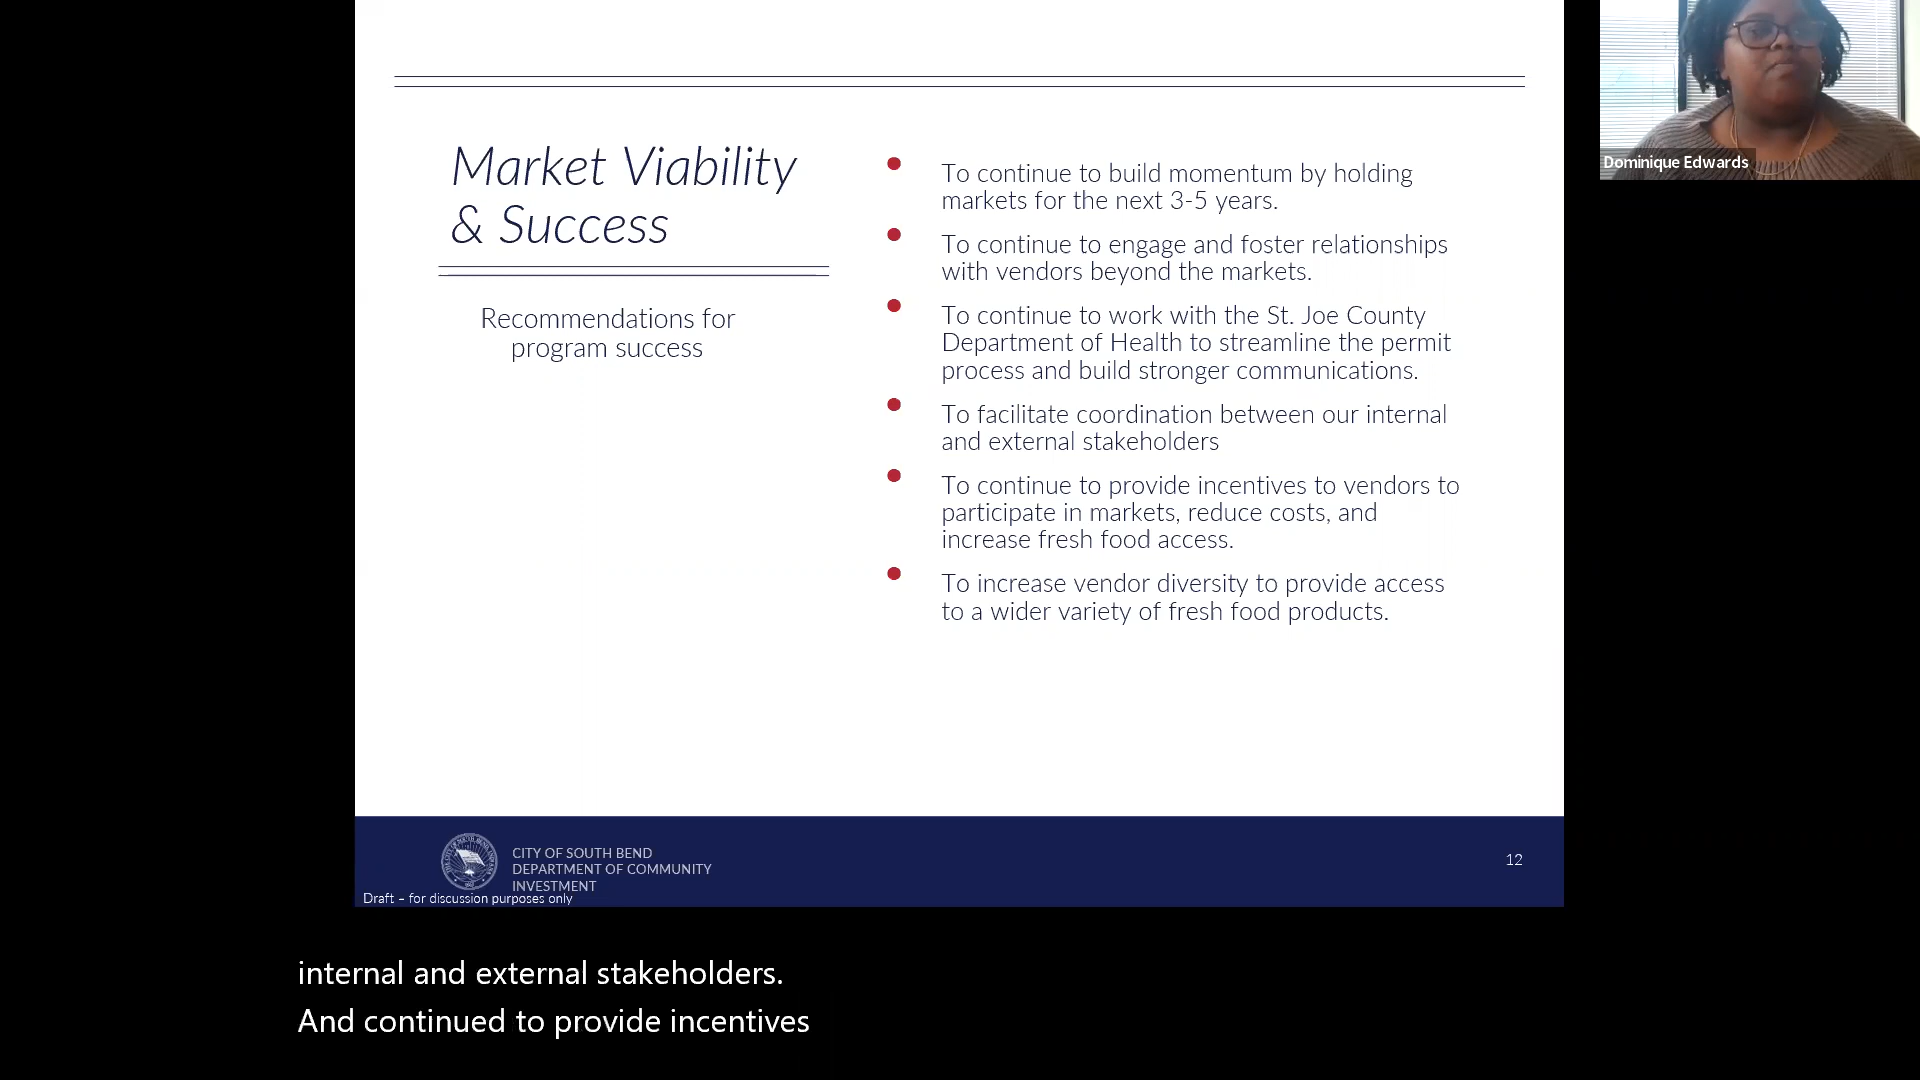 Dominique Edwards
Market Viability
& Success
Recommendations for
program success
To continue to build momentum by holding
markets for the next 3-5 years.
To continue to engage and foster relationships
with vendors beyond the markets.
To continue to work with the St. Joe County
Department of Health to streamline the permit
process and build stronger communications.
To facilitate coordination between our internal
and external stakeholders
To continue to provide incentives to vendors to
participate in markets, reduce costs, and
increase fresh food access.
To increase vendor diversity to provide access
to a wider variety of fresh food products.
CITY OF SOUTH BEND
DEPARTMENT OF COMMUNITY
INVESTMENT
12
Draft – for discussion purposes only
internal and external stakeholders.
And continued to provide incentives